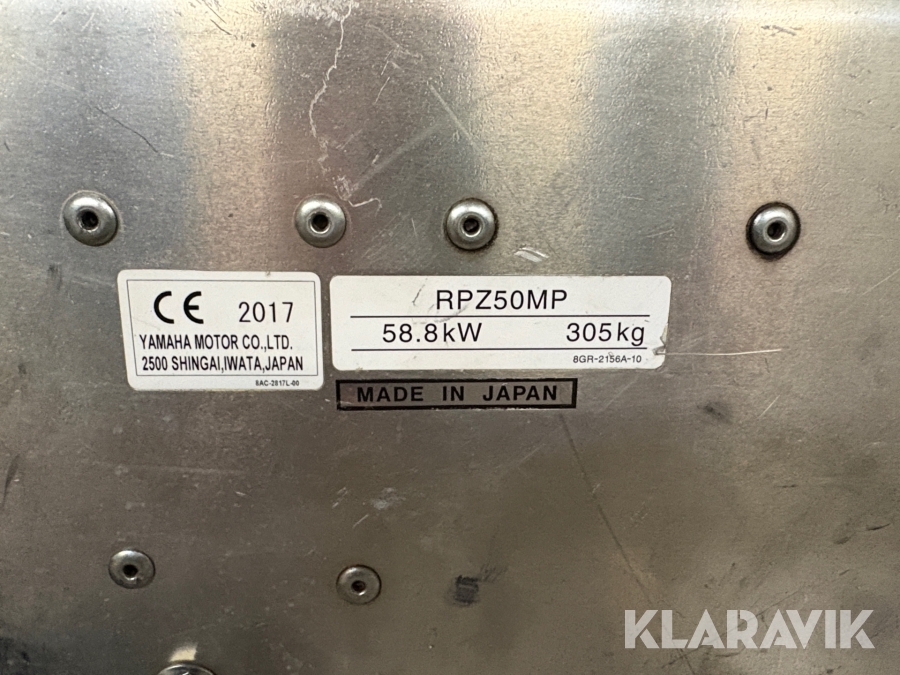 CE 2017
YAMAHA MOTOR CO.,LTD.
2500 SHINGAI,IWATA,JAPAN
8AC-2817L-00
RPZ50MP
58.8kW 305kg
8GR-2156A-10
MADE IN JAPAN
KLARAVIK